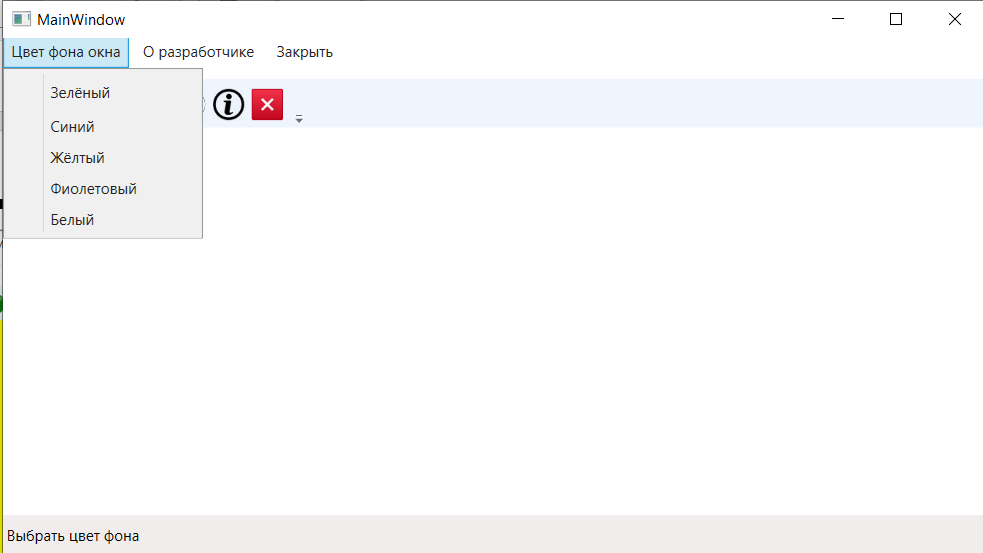 MainWindow
Цвет фона окна О разработчике Закрыть
Зелёный
Синий
Жёлтый
Фиолетовый
Белый
Выбрать цвет фона